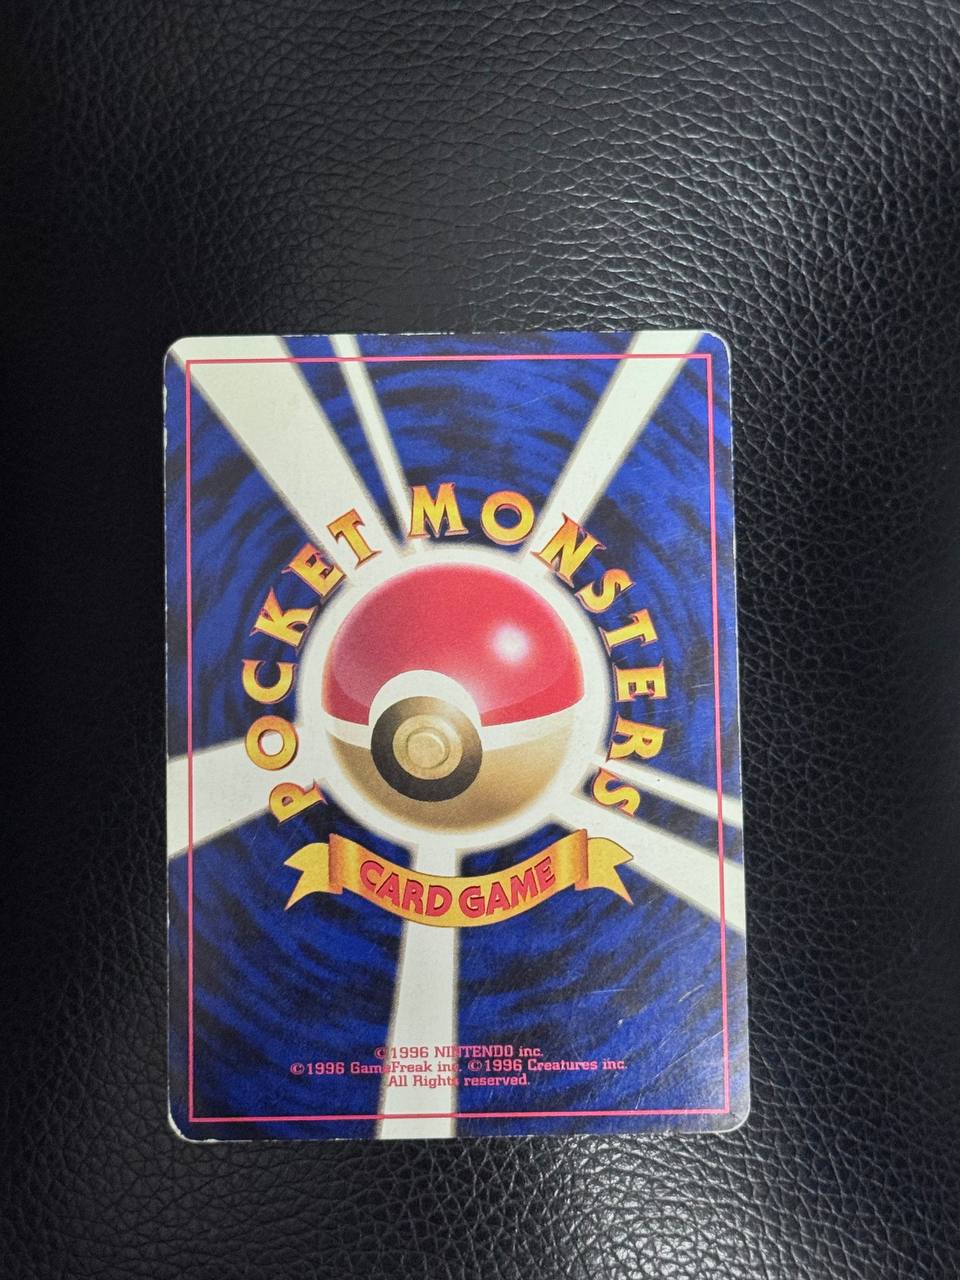 POCKET MONSTERS
CARD GAME
©1996 NINTENDO inc.
©1996 GameFreak inc. ©1996 Creatures inc.
All Rights reserved.